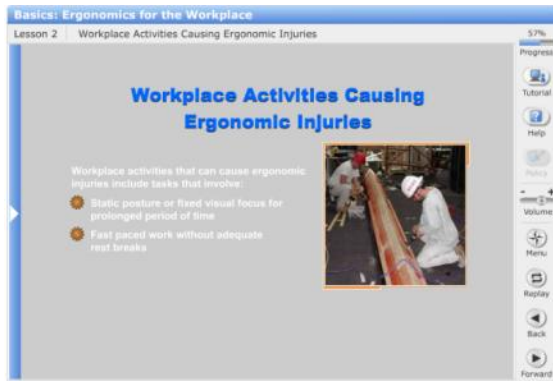 Basics: Ergonomics for the Workplace
Lesson 2 Workplace Activities Causing Ergonomic Injuries
57%
Progress
Workplace Activities Causing
Ergonomic Injuries
Tutorial
Help
Workplace activities that can cause ergonomic
injuries include tasks that involve:
Policy
Static posture or fixed visual focus for
prolonged period of time
- +
Volume
Fast paced work without adequate
rest breaks
Menu
Replay
Back
Forward